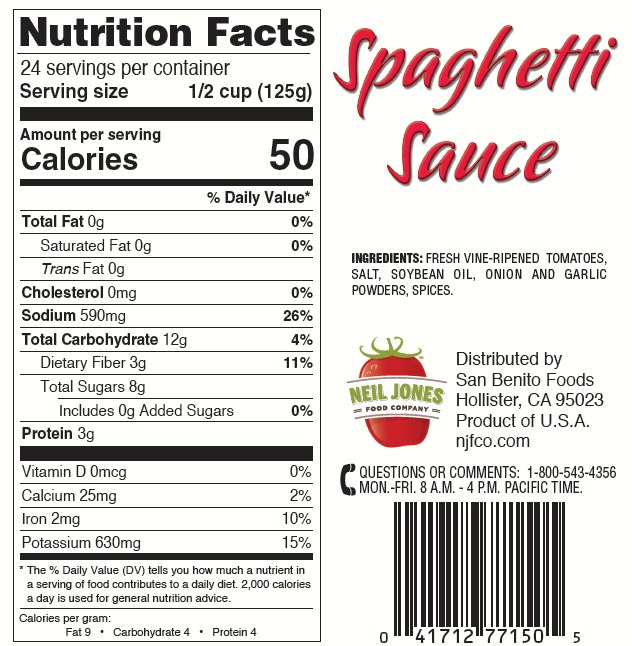 Nutrition Facts
24 servings per container
Serving size 1/2 cup (125g)
Amount per serving
Calories 50
% Daily Value*
Total Fat 0g 0%
Saturated Fat 0g 0%
Trans Fat 0g
Cholesterol 0mg 0%
Sodium 590mg 26%
Total Carbohydrate 12g 4%
Dietary Fiber 3g 11%
Total Sugars 8g
Includes 0g Added Sugars 0%
Protein 3g
Vitamin D 0mcg 0%
Calcium 25mg 2%
Iron 2mg 10%
Potassium 630mg 15%
* The % Daily Value (DV) tells you how much a nutrient in
a serving of food contributes to a daily diet. 2,000 calories
a day is used for general nutrition advice.
Calories per gram:
Fat 9 • Carbohydrate 4 • Protein 4
Spaghetti
Sauce
INGREDIENTS: FRESH VINE-RIPENED TOMATOES,
SALT, SOYBEAN OIL, ONION AND GARLIC
POWDERS, SPICES.
NEIL JONES
FOOD COMPANY
Distributed by
San Benito Foods
Hollister, CA 95023
Product of U.S.A.
njfco.com
QUESTIONS OR COMMENTS: 1-800-543-4356
MON.-FRI. 8 A.M. - 4 P.M. PACIFIC TIME.
0 41712 77150 5